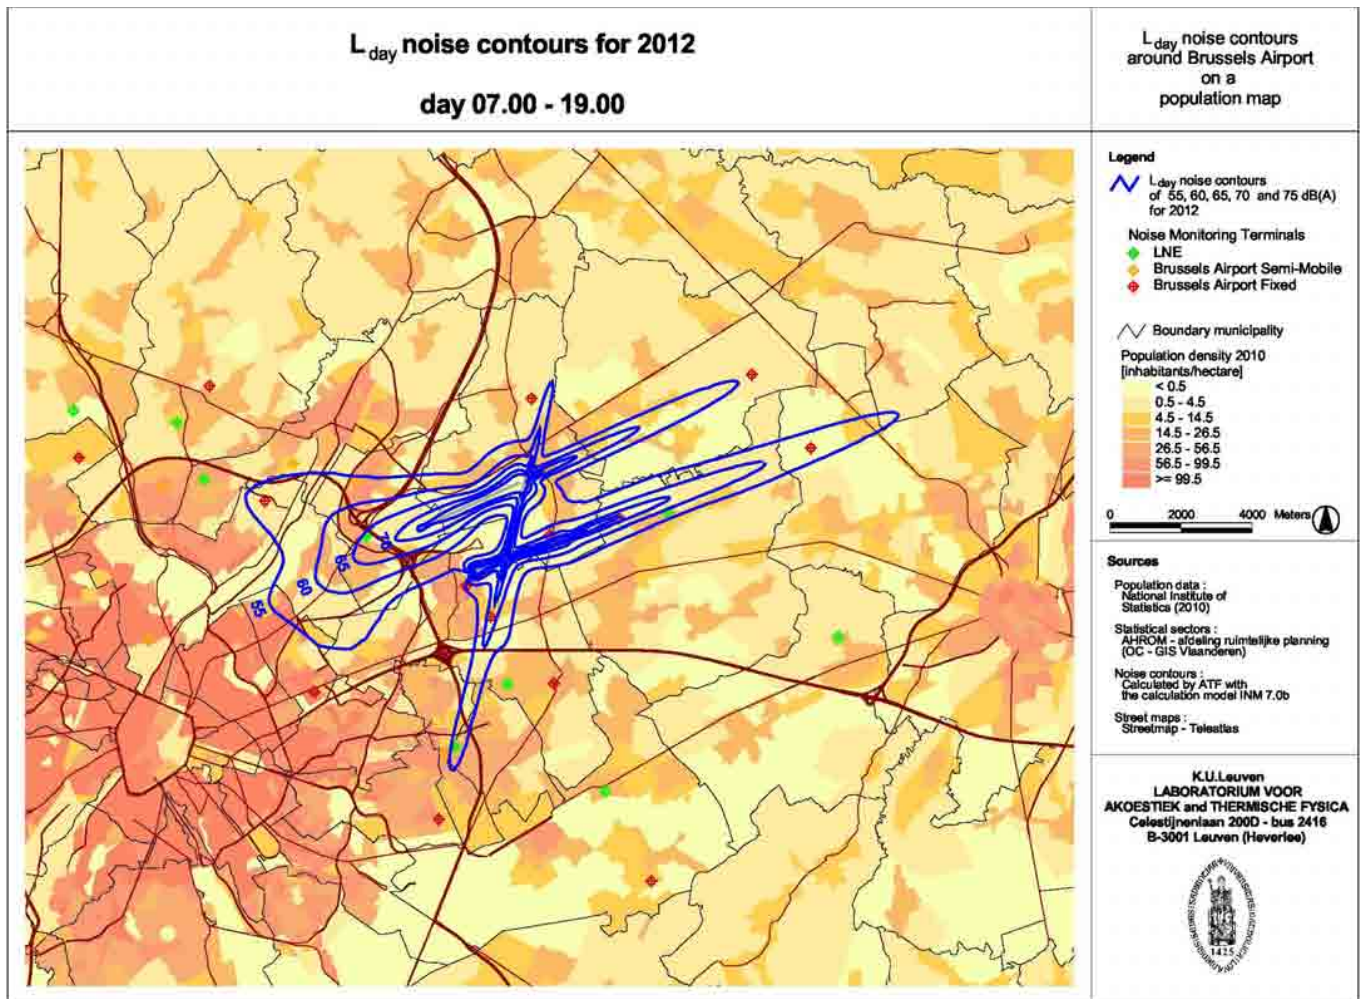 Lday noise contours for 2012
day 07.00 - 19.00
Lday noise contours
around Brussels Airport
on a
population map
Legend
Lday noise contours
of 55, 60, 65, 70 and 75 dB(A)
for 2012
Noise Monitoring Terminals
LNE
Brussels Airport Semi-Mobile
Brussels Airport Fixed
Boundary municipality
Population density 2010
[inhabitants/hectare]
< 0.5
0.5 - 4.5
4.5 - 14.5
14.5 - 26.5
26.5 - 56.5
56.5 - 99.5
>= 99.5
0 2000 4000 Meters
Sources
Population data :
National Institute of
Statistics (2010)
Statistical sectors :
AHROM - afdeling ruimtelijke planning
(OC - GIS Vlaanderen)
Noise contours :
Calculated by ATF with
the calculation model INM 7.0b
Street maps :
Streetmap - Teleatlas
K.U.Leuven
LABORATORIUM VOOR
AKOESTIEK and THERMISCHE FYSICA
Celestijnenlaan 200D - bus 2416
B-3001 Leuven (Heverlee)
1425
70
65
60
55